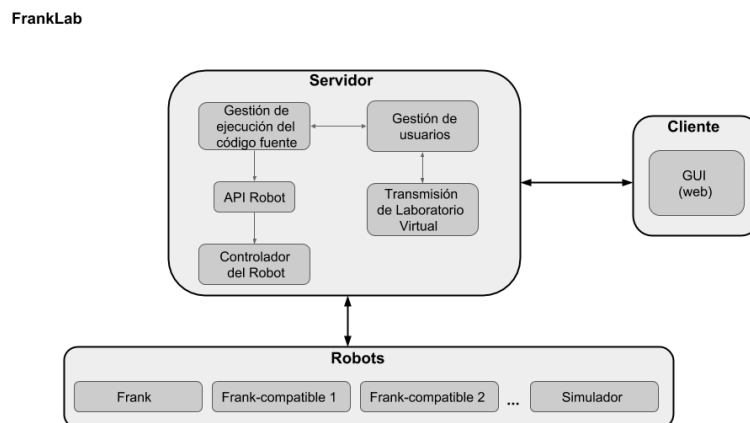 FrankLab
Servidor
Gestión de
ejecución del
código fuente
Gestión de
usuarios
API Robot
Transmisión
de Laboratorio
Virtual
Controlador
del Robot
Cliente
GUI
(web)
Robots
Frank
Frank-compatible 1
Frank-compatible 2
...
Simulador